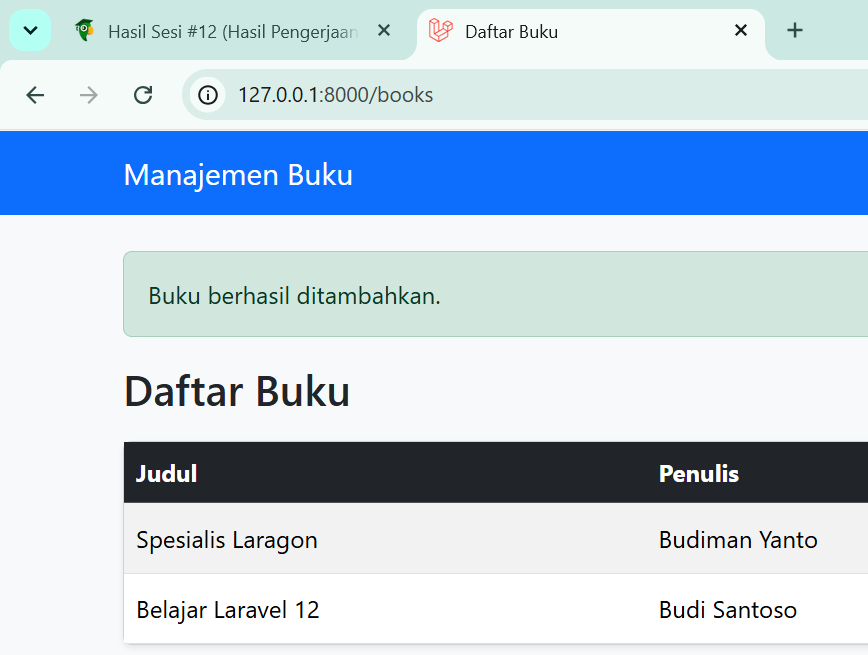 Hasil Sesi #12 (Hasil Pengerjaan
Daftar Buku
127.0.0.1:8000/books
Manajemen Buku
Buku berhasil ditambahkan.
Daftar Buku
Judul Penulis
Spesialis Laragon Budiman Yanto
Belajar Laravel 12 Budi Santoso